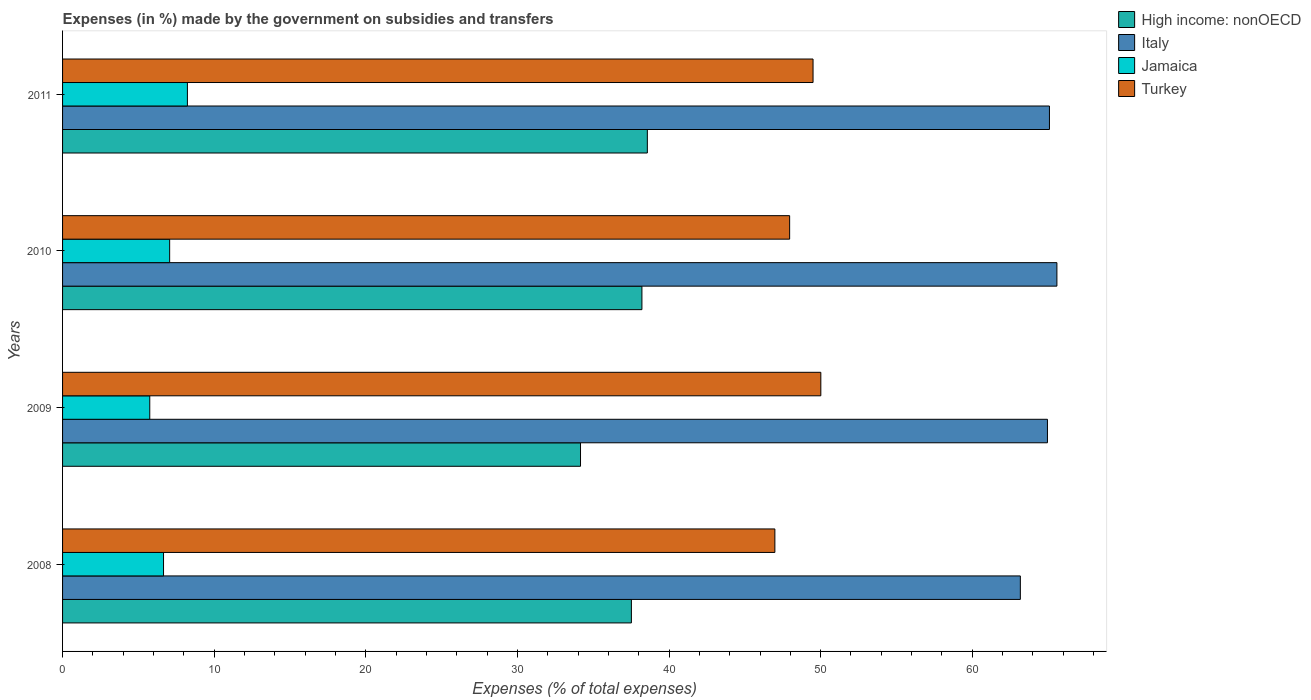 Expenses (in %) made by the government on subsidies and transfers
High income: nonOECD
Italy
Jamaica
Turkey
2011
2010
Years
2009
2008
0
10
20
30
40
50
60
Expenses (% of total expenses)